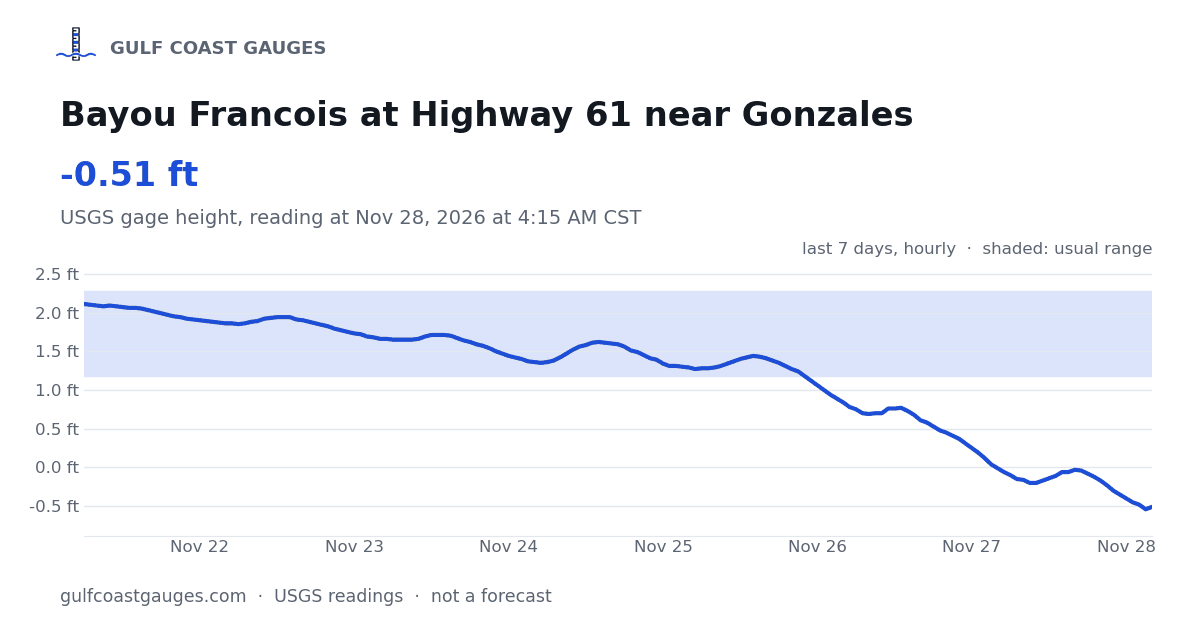 GULF COAST GAUGES
Bayou Francois at Highway 61 near Gonzales
-0.51 ft
USGS gage height, reading at Nov 28, 2026 at 4:15 AM CST
last 7 days, hourly · shaded: usual range
2.5 ft
2.0 ft
1.5 ft
1.0 ft
0.5 ft
0.0 ft
-0.5 ft
Nov 22 Nov 23 Nov 24 Nov 25 Nov 26 Nov 27 Nov 28
gulfcoastgauges.com · USGS readings · not a forecast